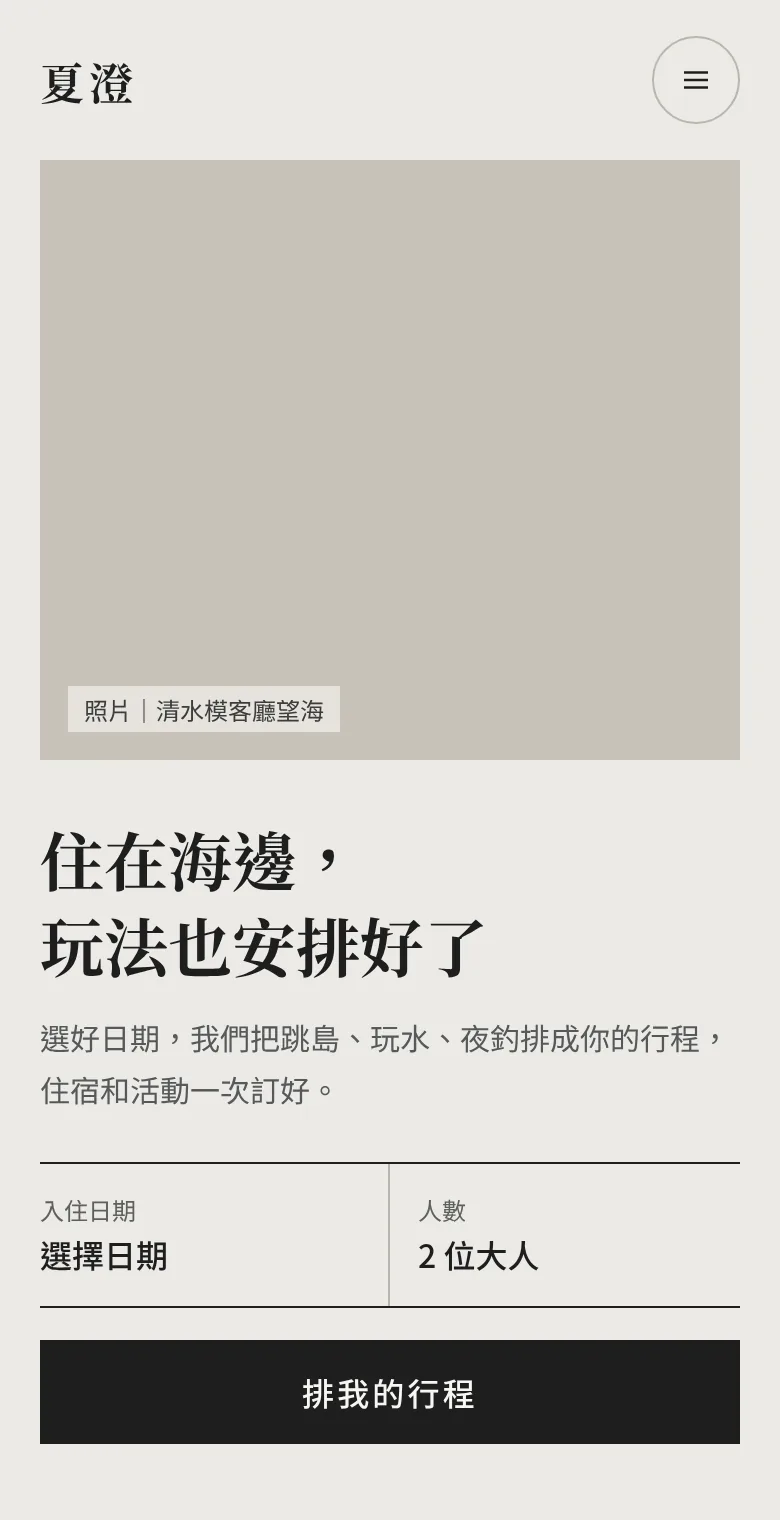 夏澄
照片｜清水模客廳望海
住在海邊，
玩法也安排好了
選好日期，我們把跳島、玩水、夜釣排成你的行程，
住宿和活動一次訂好。
入住日期
選擇日期
人數
2 位大人
排我的行程